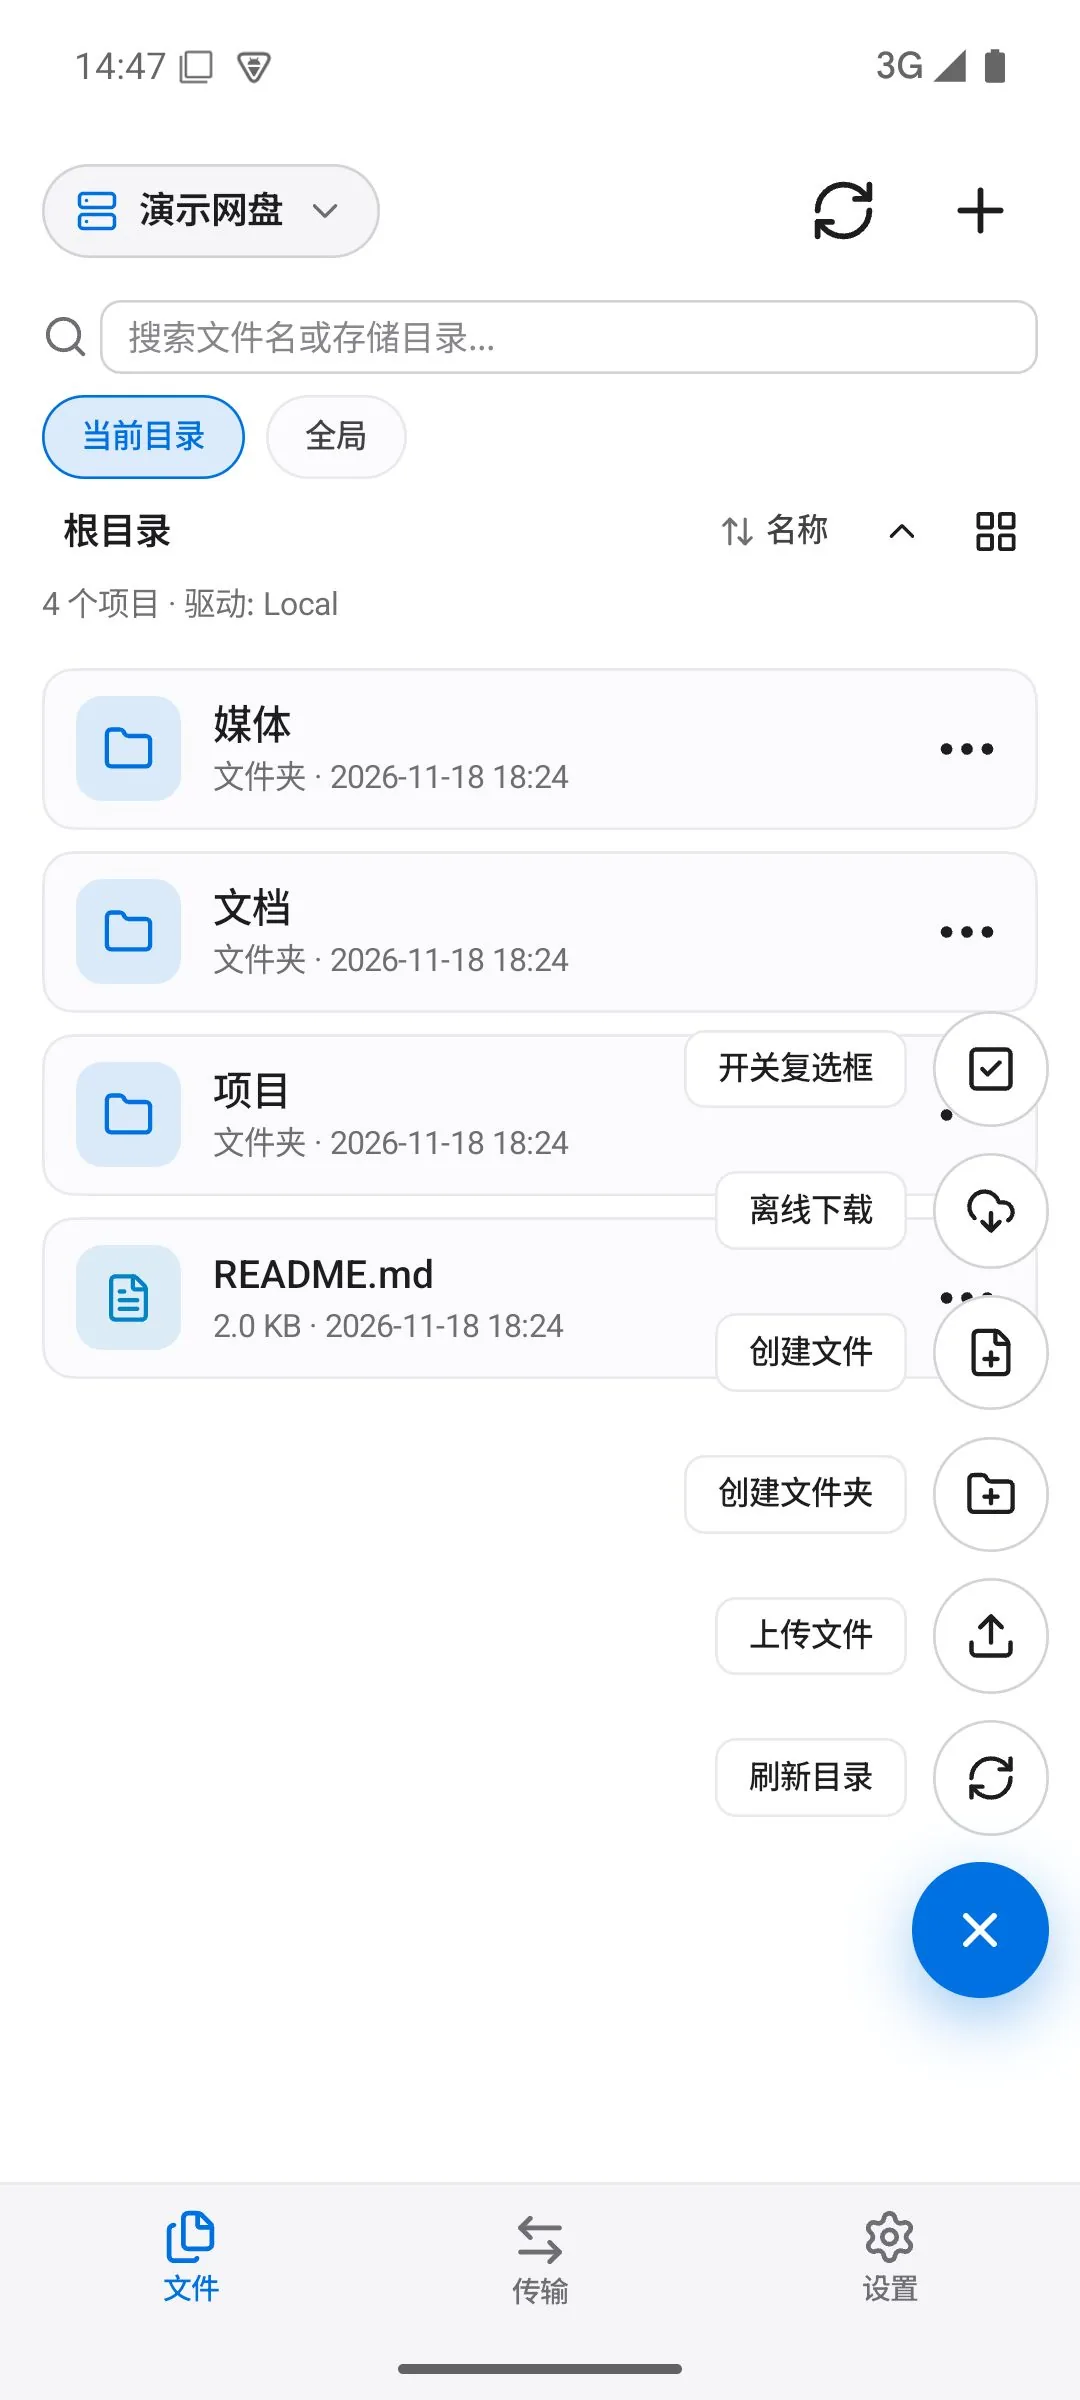 14:47
3G
演示网盘
搜索文件名或存储目录...
当前目录
全局
根目录
名称
4 个项目 · 驱动: Local
媒体
文件夹 · 2026-11-18 18:24
文档
文件夹 · 2026-11-18 18:24
开关复选框
项目
文件夹 · 2026-11-18 18:24
离线下载
README.md
2.0 KB · 2026-11-18 18:24
创建文件
创建文件夹
上传文件
刷新目录
文件
传输
设置